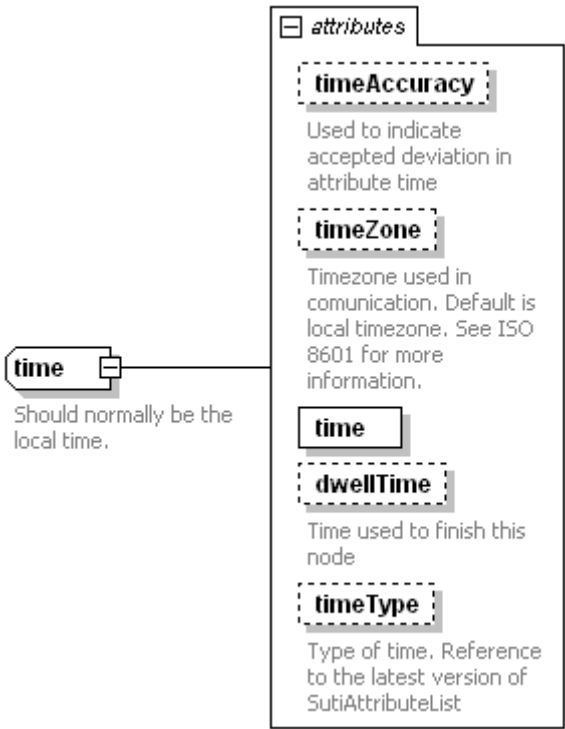 attributes
timeAccuracy
Used to indicate
accepted deviation in
attribute time
timeZone
Timezone used in
comunication. Default is
local timezone. See ISO
8601 for more
information.
time
Should normally be the
local time.
time
dwellTime
Time used to finish this
node
timeType
Type of time. Reference
to the latest version of
SutiAttributeList